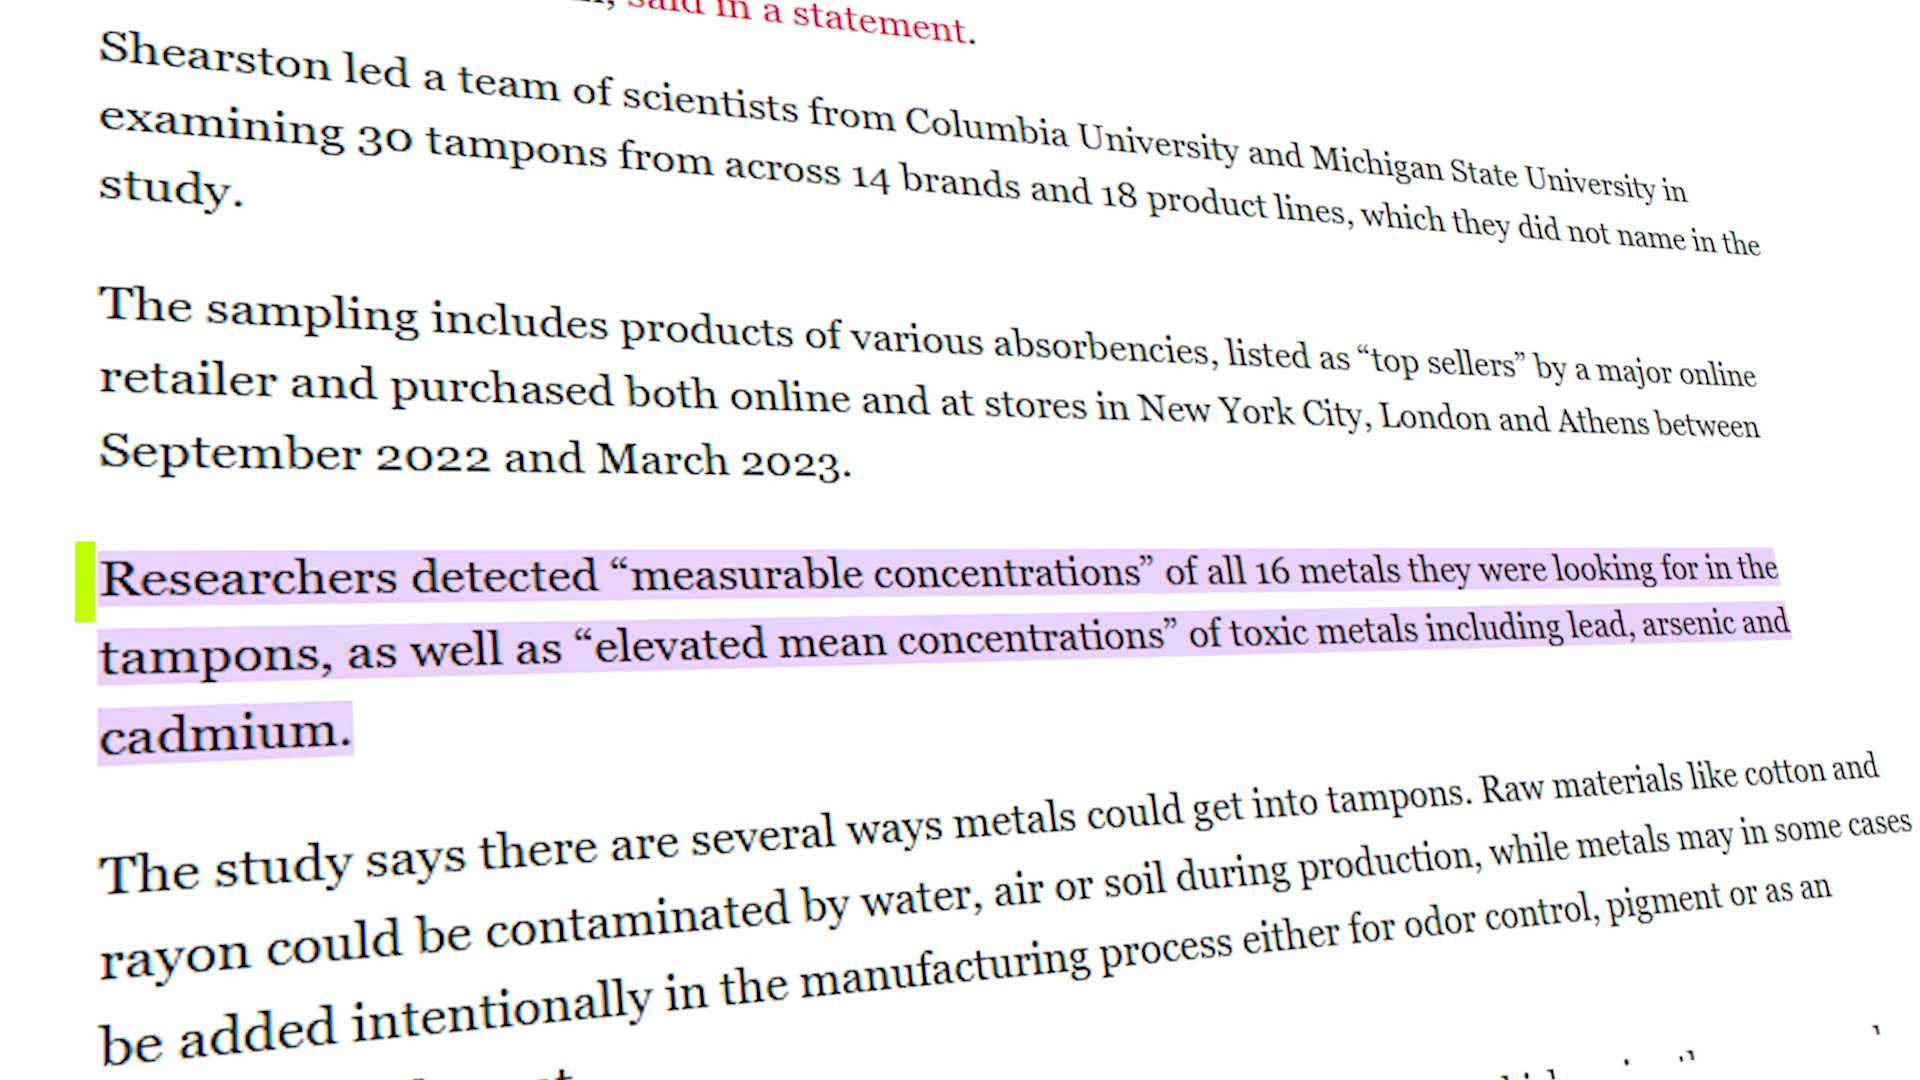 said in a statement.
Shearston led a team of scientists from Columbia University and Michigan State University in
examining 30 tampons from across 14 brands and 18 product lines, which they did not name in the
study.
The sampling includes products of various absorbencies, listed as “top sellers” by a major online
retailer and purchased both online and at stores in New York City, London and Athens between
September 2022 and March 2023.
Researchers detected “measurable concentrations” of all 16 metals they were looking for in the
tampons, as well as “elevated mean concentrations” of toxic metals including lead, arsenic and
cadmium.
The study says there are several ways metals could get into tampons. Raw materials like cotton and
rayon could be contaminated by water, air or soil during production, while metals may in some cases
be added intentionally in the manufacturing process either for odor control, pigment or as an